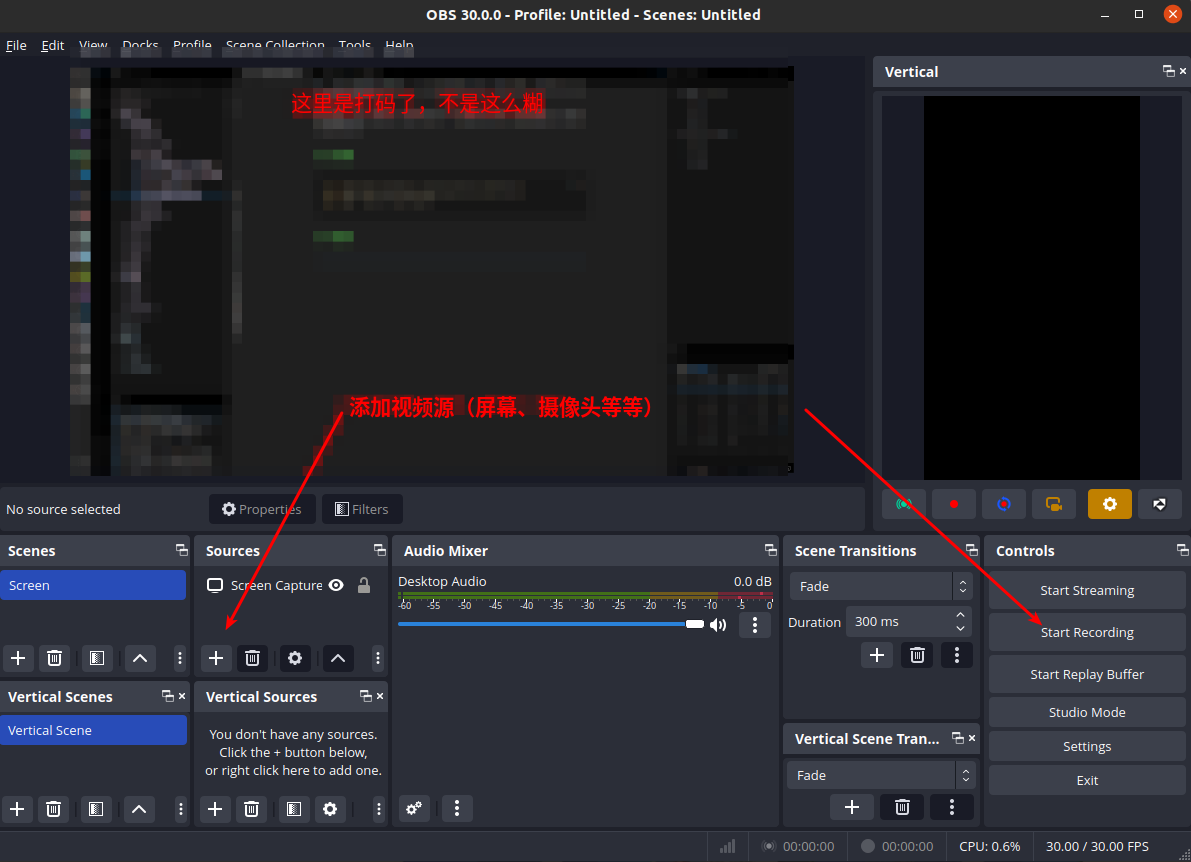 OBS 30.0.0 - Profile: Untitled - Scenes: Untitled
File Edit View Docks Profile Scene Collection Tools Help
这里是打码了，不是这么糊
添加视频源（屏幕、摄像头等等）
Vertical
No source selected
Properties
Filters
Scenes
Screen
Sources
Screen Capture
Audio Mixer
Desktop Audio
0.0 dB
-60 -55 -50 -45 -40 -35 -30 -25 -20 -15 -10 -5 0
Scene Transitions
Fade
Duration
300 ms
Controls
Start Streaming
Start Recording
Start Replay Buffer
Studio Mode
Settings
Exit
Vertical Scenes
Vertical Scene
Vertical Sources
You don't have any sources.
Click the + button below,
or right click here to add one.
Vertical Scene Tran...
Fade
00:00:00
00:00:00
CPU: 0.6%
30.00 / 30.00 FPS